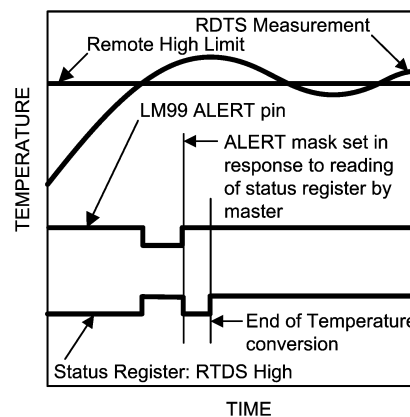 RDTS Measurement
Remote High Limit
LM99 ALERT pin
ALERT mask set in
response to reading
of status register by
master
End of Temperature
conversion
Status Register: RTDS High
TEMPERATURE
TIME